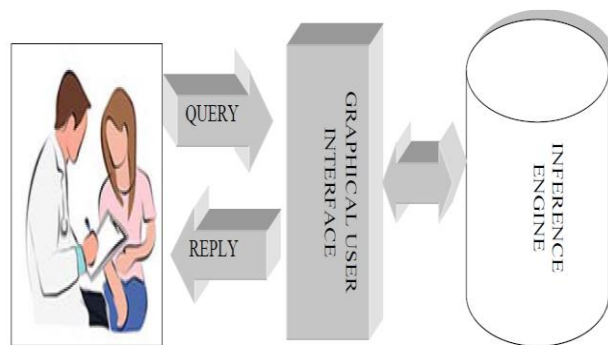 QUERY
REPLY
GRAPHICAL USER
INTERFACE
INFERENCE
ENGINE